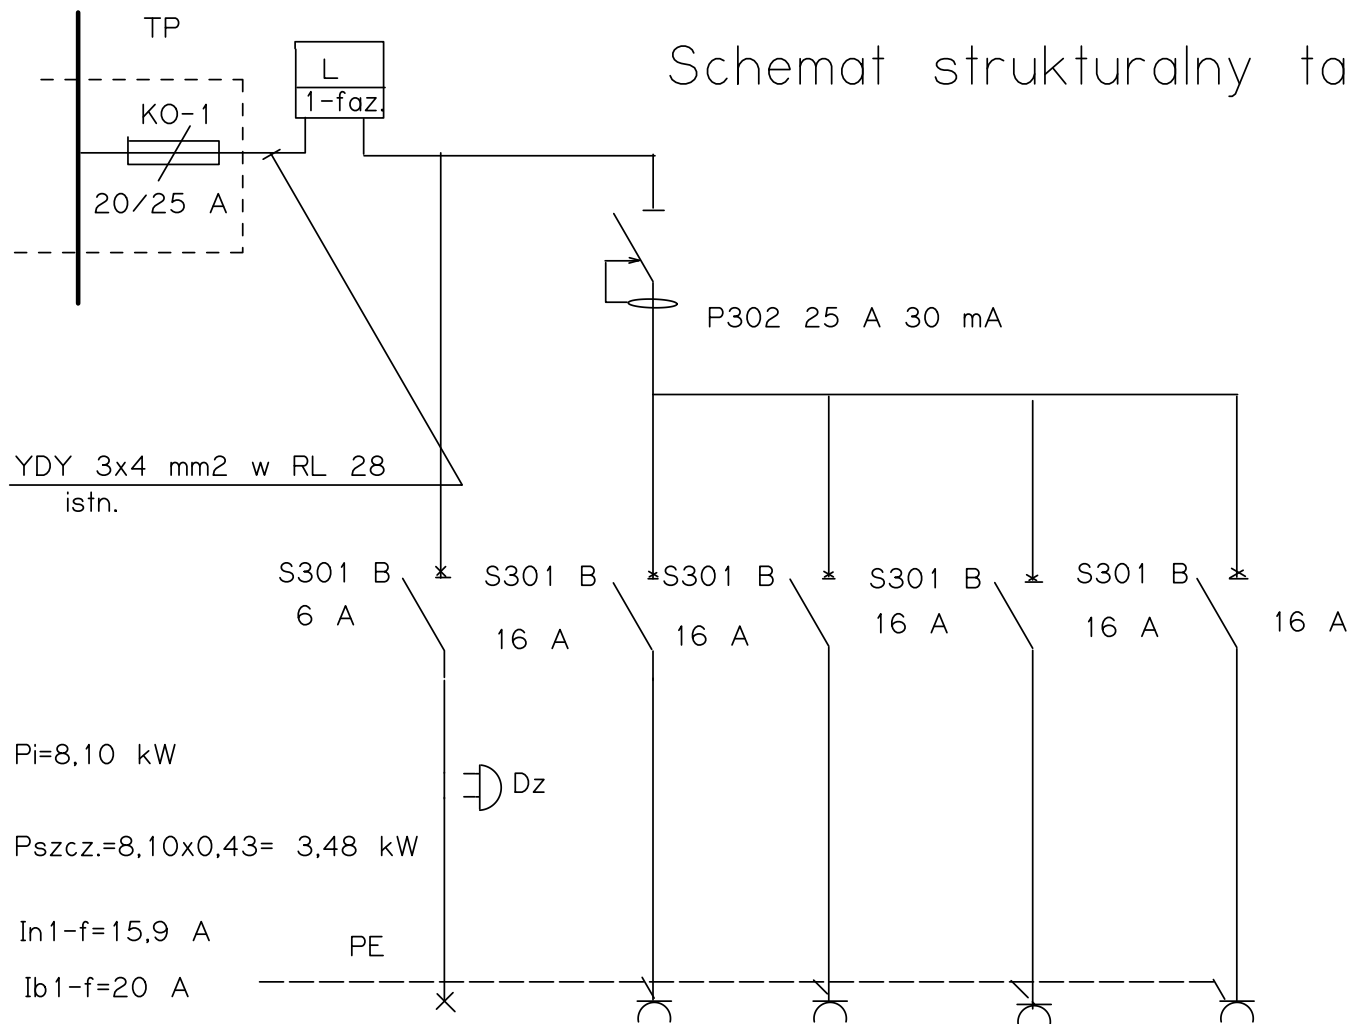 TP
Schemat strukturalny ta
L
1-faz.
KO-1
20/25 A
P302 25 A 30 mA
YDY 3x4 mm2 w RL 28
istn.
S301 B
6 A
S301 B
16 A
S301 B
16 A
S301 B
16 A
S301 B
16 A
16 A
Pi=8,10 kW
Dz
Pszcz.=8,10x0,43= 3,48 kW
In1-f=15,9 A
PE
Ib1-f=20 A